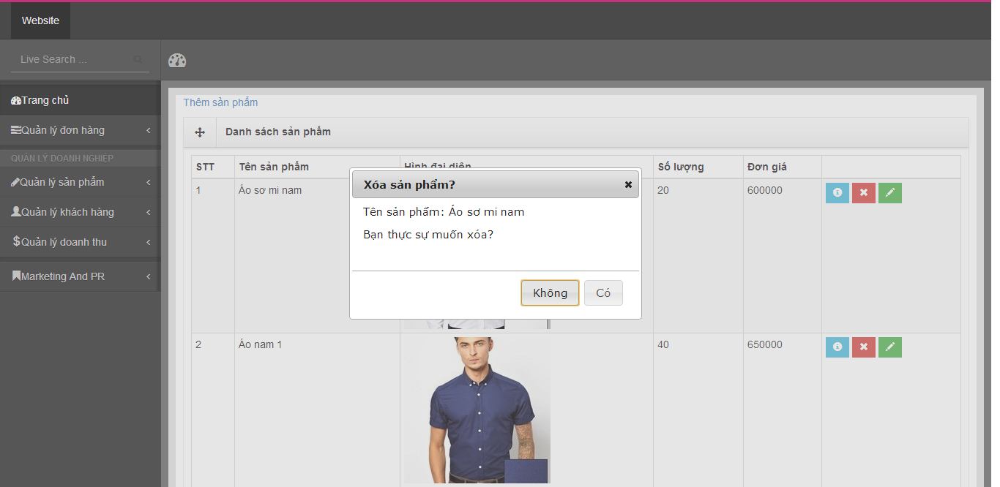 Website
Live Search ...
Trang chủ
Quản lý đơn hàng
QUẢN LÝ DOANH NGHIỆP
Quản lý sản phẩm
Quản lý khách hàng
Quản lý doanh thu
Marketing And PR
Thêm sản phẩm
Danh sách sản phẩm
STT Tên sản phẩm Hình đại diện Số lượng Đơn giá
1 Áo sơ mi nam 20 600000
Xóa sản phẩm?
Tên sản phẩm: Áo sơ mi nam
Bạn thực sự muốn xóa?
Không Có
2 Áo nam 1 40 650000